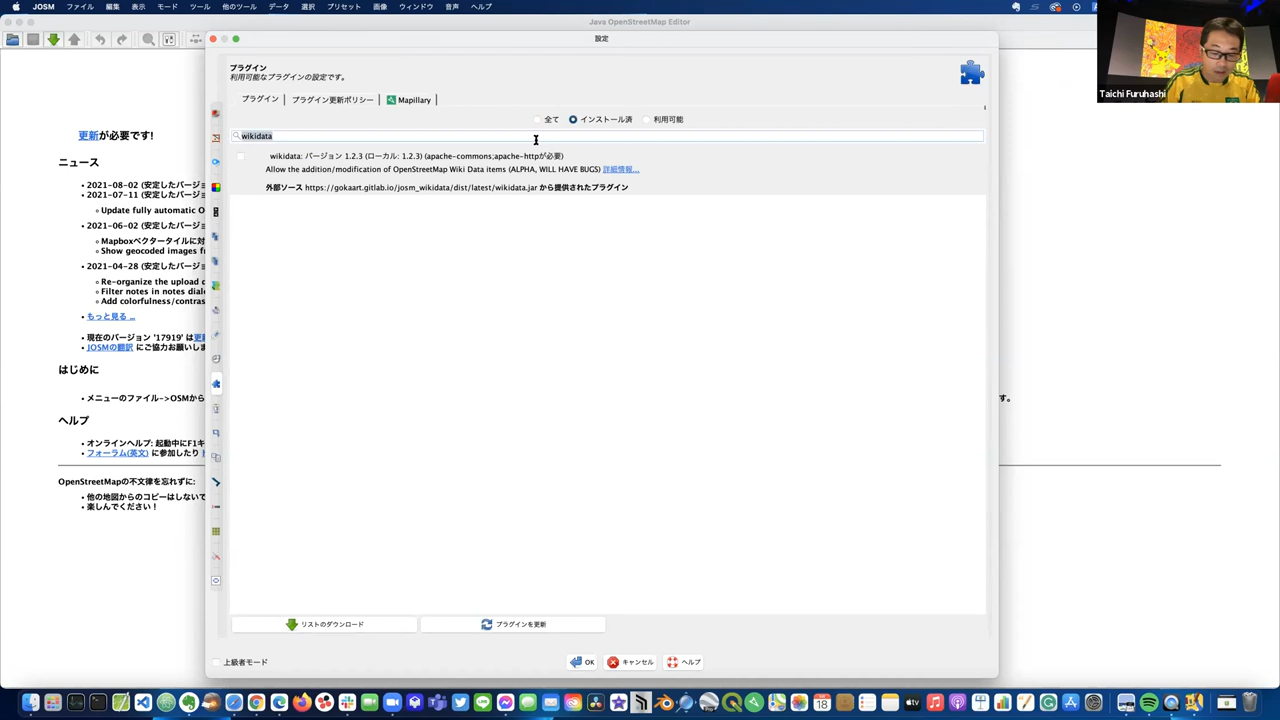 JOSM ファイル 編集 表示 モード ツール 他のツール データ 選択 プリセット 画像 ウィンドウ 音声 ヘルプ
Java OpenStreetMap Editor
Taichi Furuhashi
設定
プラグイン
利用可能なプラグインの設定です。
プラグイン プラグイン更新ポリシー Mapillary
全て インストール済 利用可能
wikidata
wikidata: バージョン 1.2.3 (ローカル: 1.2.3) (apache-commons;apache-httpが必要)
Allow the addition/modification of OpenStreetMap Wiki Data items (ALPHA, WILL HAVE BUGS) 詳細情報...
外部ソース https://gokaart.gitlab.io/josm_wikidata/dist/latest/wikidata.jar から提供されたプラグイン
更新が必要です!
ニュース
2021-08-02 (安定したバージョ
2021-07-11 (安定したバージョ
Update fully automatic O
2021-06-02 (安定したバージョ
Mapboxベクタータイルに対
Show geocoded images f
2021-04-28 (安定したバージョ
Re-organize the upload d
Filter notes in notes dial
Add colorfulness/contras
もっと見る ...
現在のバージョン '17919' は更新
JOSMの翻訳 にご協力お願いしま
はじめに
メニューのファイル->OSMから
す。
ヘルプ
オンラインヘルプ: 起動中にF1キ
フォーラム(英文) に参加したり
OpenStreetMapの不文律を忘れずに:
他の地図からのコピーはしないで
楽しんでください！
リストのダウンロード プラグインを更新
上級者モード OK キャンセル ヘルプ
18